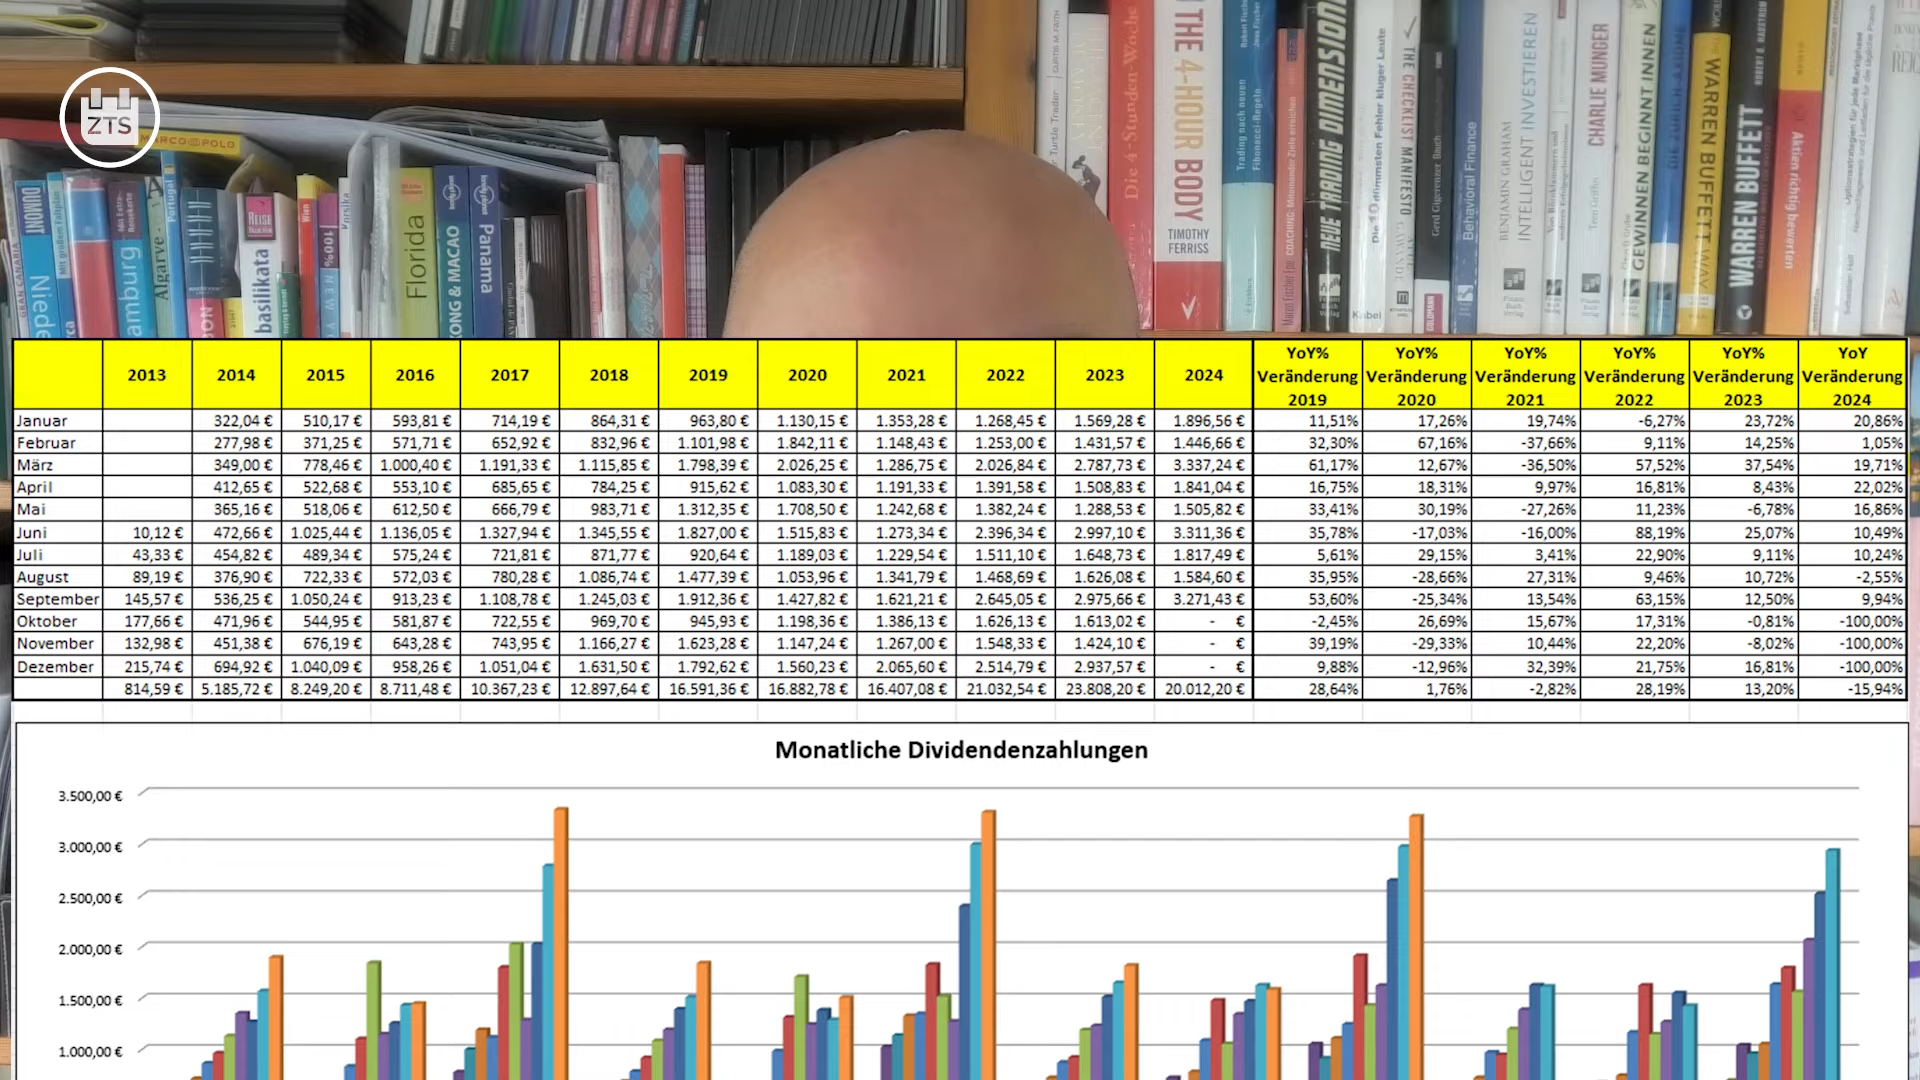 ZTS
MARCO POLO
DUMONT
Niede
amburg
Algarve
Portugal
REISE
basilikata
Wien
100%
Korsika
Florida
KONG & MACAO
Panama
Die 4-Stunden-Woche
THE 4-HOUR BODY
TIMOTHY
FERRISS
Trading nach neuen
Fibonacci-Regeln
NEUE TRADING DIMENSIONEN
THE CHECKLIST MANIFESTO
Gerd Gigerenzer Bauch
GOLDMANN
Behavioral Finance
BENJAMIN GRAHAM
INTELLIGENT INVESTIEREN
CHARLIE MUNGER
Tren Griffin
GEWINNEN BEGINNT INNEN
WARREN BUFFETT WAY
WARREN BUFFETT
ROBERT G. HAGSTROM
Aktien richtig bewerten
2013 2014 2015 2016 2017 2018 2019 2020 2021 2022 2023 2024 YoY% Veränderung 2019 YoY% Veränderung 2020 YoY% Veränderung 2021 YoY% Veränderung 2022 YoY% Veränderung 2023 YoY Veränderung 2024
Januar 322,04 € 510,17 € 593,81 € 714,19 € 864,31 € 963,80 € 1.130,15 € 1.353,28 € 1.268,45 € 1.569,28 € 1.896,56 € 11,51% 17,26% 19,74% -6,27% 23,72% 20,86%
Februar 277,98 € 371,25 € 571,71 € 652,92 € 832,96 € 1.101,98 € 1.842,11 € 1.148,43 € 1.253,00 € 1.431,57 € 1.446,66 € 32,30% 67,16% -37,66% 9,11% 14,25% 1,05%
März 349,00 € 778,46 € 1.000,40 € 1.191,33 € 1.115,85 € 1.798,39 € 2.026,25 € 1.286,75 € 2.026,84 € 2.787,73 € 3.337,24 € 61,17% 12,67% -36,50% 57,52% 37,54% 19,71%
April 412,65 € 522,68 € 553,10 € 685,65 € 784,25 € 915,62 € 1.083,30 € 1.191,33 € 1.391,58 € 1.508,83 € 1.841,04 € 16,75% 18,31% 9,97% 16,81% 8,43% 22,02%
Mai 365,16 € 518,06 € 612,50 € 666,79 € 983,71 € 1.312,35 € 1.708,50 € 1.242,68 € 1.382,24 € 1.288,53 € 1.505,82 € 33,41% 30,19% -27,26% 11,23% -6,78% 16,86%
Juni 10,12 € 472,66 € 1.025,44 € 1.136,05 € 1.327,94 € 1.345,55 € 1.827,00 € 1.515,83 € 1.273,34 € 2.396,34 € 2.997,10 € 3.311,36 € 35,78% -17,03% -16,00% 88,19% 25,07% 10,49%
Juli 43,33 € 454,82 € 489,34 € 575,24 € 721,81 € 871,77 € 920,64 € 1.189,03 € 1.229,54 € 1.511,10 € 1.648,73 € 1.817,49 € 5,61% 29,15% 3,41% 22,90% 9,11% 10,24%
August 89,19 € 376,90 € 722,33 € 572,03 € 780,28 € 1.086,74 € 1.477,39 € 1.053,96 € 1.341,79 € 1.468,69 € 1.626,08 € 1.584,60 € 35,95% -28,66% 27,31% 9,46% 10,72% -2,55%
September 145,57 € 536,25 € 1.050,24 € 913,23 € 1.108,78 € 1.245,03 € 1.912,36 € 1.427,82 € 1.621,21 € 2.645,05 € 2.975,66 € 3.271,43 € 53,60% -25,34% 13,54% 63,15% 12,50% 9,94%
Oktober 177,66 € 471,96 € 544,95 € 581,87 € 722,55 € 969,70 € 945,93 € 1.198,36 € 1.386,13 € 1.626,13 € 1.613,02 € - € -2,45% 26,69% 15,67% 17,31% -0,81% -100,00%
November 132,98 € 451,38 € 676,19 € 643,28 € 743,95 € 1.166,27 € 1.623,28 € 1.147,24 € 1.267,00 € 1.548,33 € 1.424,10 € - € 39,19% -29,33% 10,44% 22,20% -8,02% -100,00%
Dezember 215,74 € 694,92 € 1.040,09 € 958,26 € 1.051,04 € 1.631,50 € 1.792,62 € 1.560,23 € 2.065,60 € 2.514,79 € 2.937,57 € - € 9,88% -12,96% 32,39% 21,75% 16,81% -100,00%
814,59 € 5.185,72 € 8.249,20 € 8.711,48 € 10.367,23 € 12.897,64 € 16.591,36 € 16.882,78 € 16.407,08 € 21.032,54 € 23.808,20 € 20.012,20 € 28,64% 1,76% -2,82% 28,19% 13,20% -15,94%
Monatliche Dividendenzahlungen
3.500,00 €
3.000,00 €
2.500,00 €
2.000,00 €
1.500,00 €
1.000,00 €